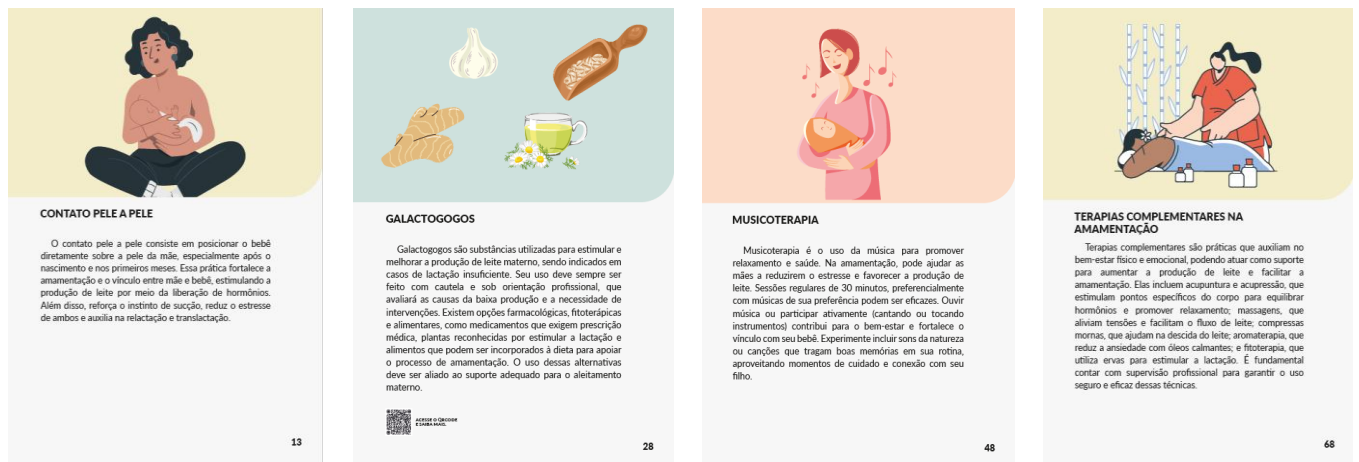 CONTATO PELE A PELE
O contato pele a pele consiste em posicionar o bebê
diretamente sobre a pele da mãe, especialmente após o
nascimento e nos primeiros meses. Essa prática fortalece a
amamentação e o vínculo entre mãe e bebê, estimulando a
produção de leite por meio da liberação de hormônios.
Além disso, reforça o instinto de sucção, reduz o estresse
de ambos e auxilia na relactação e translactação.
13
GALACTOGOGOS
Galactogogos são substâncias utilizadas para estimular e
melhorar a produção de leite materno, sendo indicados em
casos de lactação insuficiente. Seu uso deve sempre ser
feito com cautela e sob orientação profissional, que
avaliará as causas da baixa produção e a necessidade de
intervenções. Existem opções farmacológicas, fitoterápicas
e alimentares, como medicamentos que exigem prescrição
médica, plantas reconhecidas por estimular a lactação e
alimentos que podem ser incorporados à dieta para apoiar
o processo de amamentação. O uso dessas alternativas
deve ser aliado ao suporte adequado para o aleitamento
materno.
ACESSE O QRCODE
E SAIBA MAIS.
28
MUSICOTERAPIA
Musicoterapia é o uso da música para promover
relaxamento e saúde. Na amamentação, pode ajudar as
mães a reduzirem o estresse e favorecer a produção de
leite. Sessões regulares de 30 minutos, preferencialmente
com músicas de sua preferência podem ser eficazes. Ouvir
música ou participar ativamente (cantando ou tocando
instrumentos) contribui para o bem-estar e fortalece o
vínculo com seu bebê. Experimente incluir sons da natureza
ou canções que tragam boas memórias em sua rotina,
aproveitando momentos de cuidado e conexão com seu
filho.
48
TERAPIAS COMPLEMENTARES NA
AMAMENTAÇÃO
Terapias complementares são práticas que auxiliam no
bem-estar físico e emocional, podendo atuar como suporte
para aumentar a produção de leite e facilitar a
amamentação. Elas incluem acupuntura e acupressão, que
estimulam pontos específicos do corpo para equilibrar
hormônios e promover relaxamento; massagens, que
aliviam tensões e facilitam o fluxo de leite; compressas
mornas, que ajudam na descida do leite; aromaterapia, que
reduz a ansiedade com óleos calmantes; e fitoterapia, que
utiliza ervas para estimular a lactação. É fundamental
contar com supervisão profissional para garantir o uso
seguro e eficaz dessas técnicas.
68